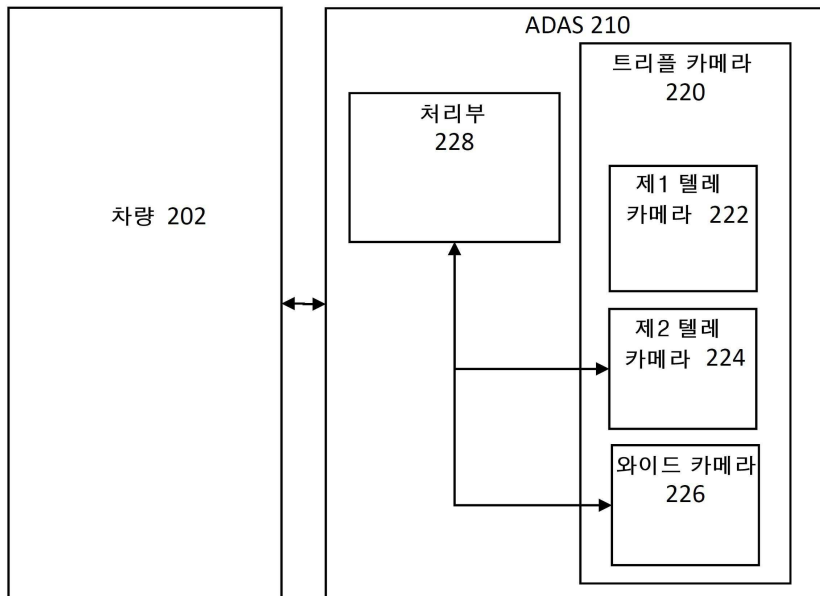 ADAS 210
트리플 카메라
220
처리부
228
제1 텔레
카메라 222
차량 202
제2 텔레
카메라 224
와이드 카메라
226